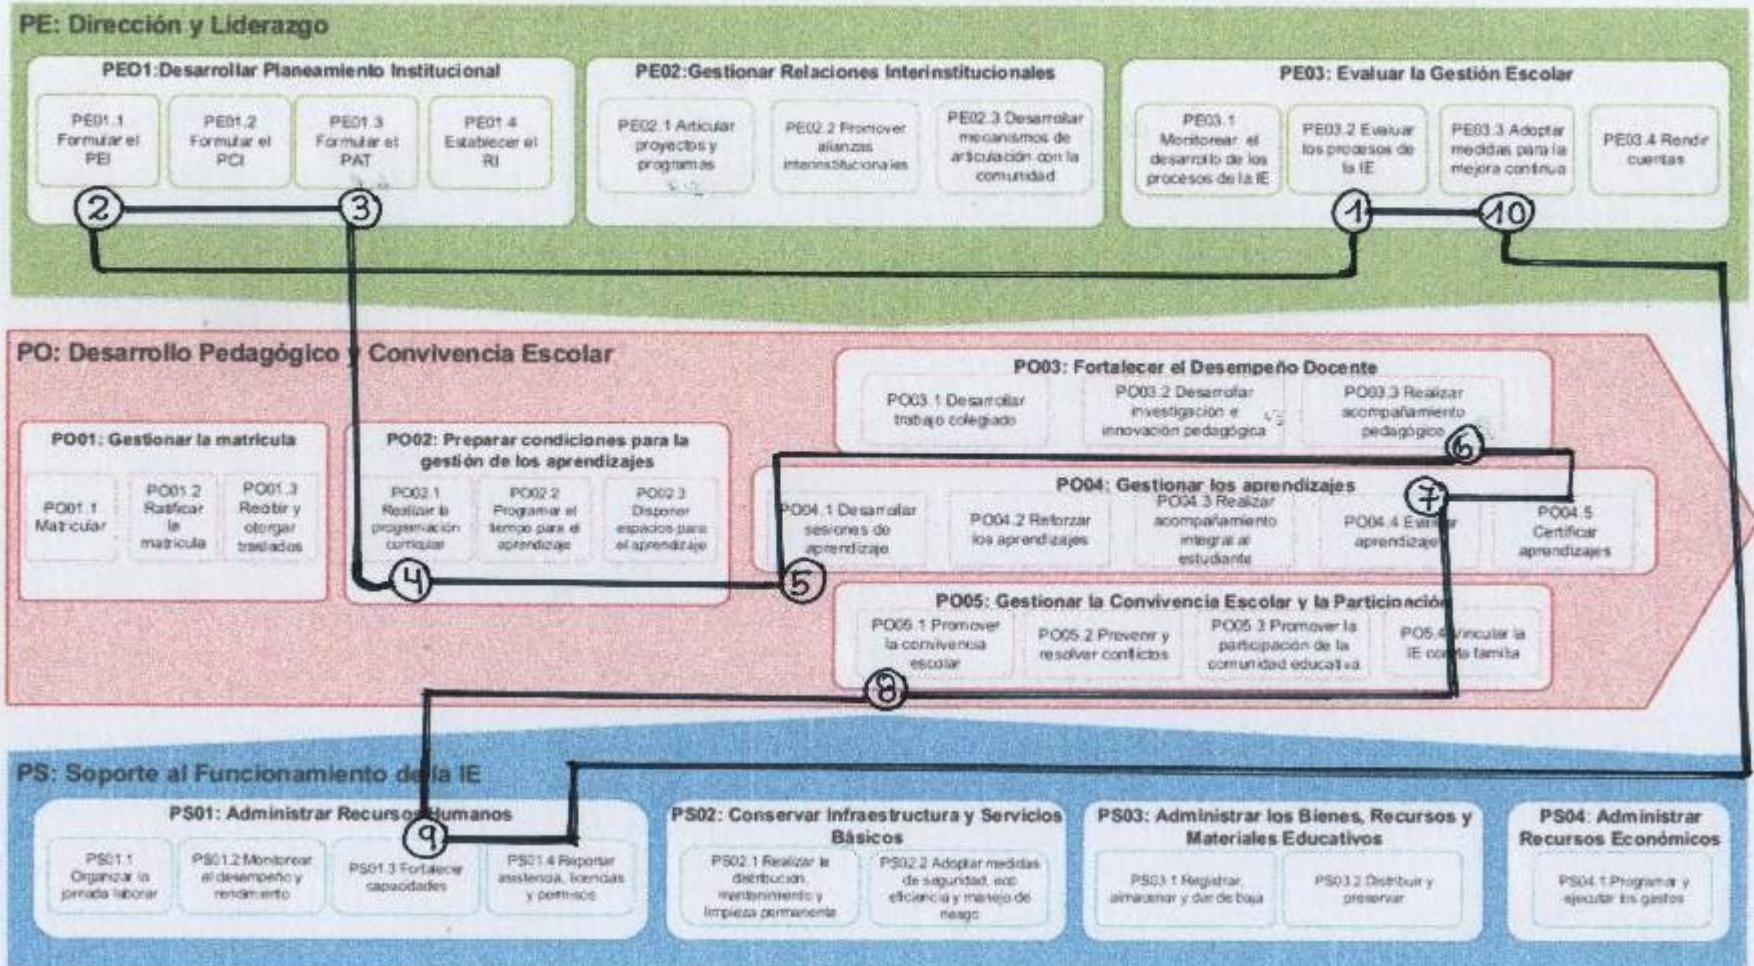 PE: Dirección y Liderazgo
PEO1:Desarrollar Planeamiento Institucional
PE01.1
Formular el
PEI
PE01.2
Formular el
PCI
PE01.3
Formular el
PAT
PE01.4
Establecer el
RI
PE02:Gestionar Relaciones Interinstitucionales
PE02.1 Articular
proyectos y
programas
PE02.2 Promover
alianzas
interinstitucionales
PE02.3 Desarrollar
mecanismos de
articulación con la
comunidad
PE03: Evaluar la Gestión Escolar
PE03.1
Monitorear el
desarrollo de los
procesos de la IE
PE03.2 Evaluar
los procesos de
la IE
PE03.3 Adoptar
medidas para la
mejora continua
PE03.4 Rendir
cuentas
2
3
1
10
PO: Desarrollo Pedagógico y Convivencia Escolar
PO01: Gestionar la matricula
PO01.1
Matricular
PO01.2
Ratificar
la
matricula
PO01.3
Recibir y
otorgar
traslados
PO02: Preparar condiciones para la
gestión de los aprendizajes
PO02.1
Realizar la
programación
curricular
PO02.2
Programar el
tiempo para el
aprendizaje
PO02.3
Disponer
espacios para
el aprendizaje
4
PO03: Fortalecer el Desempeño Docente
PO03.1 Desarrollar
trabajo colegiado
PO03.2 Desarrollar
investigación e
innovación pedagógica
PO03.3 Realizar
acompañamiento
pedagógico
6
PO04: Gestionar los aprendizajes
7
PO04.1 Desarrollar
sesiones de
aprendizaje
PO04.2 Reforzar
los aprendizajes
PO04.3 Realizar
acompañamiento
integral al
estudiante
PO04.4 Evaluar
aprendizaje
PO04.5
Certificar
aprendizajes
5
PO05: Gestionar la Convivencia Escolar y la Participación
PO05.1 Promover
la convivencia
escolar
PO05.2 Prevenir y
resolver conflictos
PO05.3 Promover la
participación de la
comunidad educativa
PO5.4 Vincular la
IE con la familia
8
PS: Soporte al Funcionamiento de la IE
PS01: Administrar Recursos Humanos
9
PS01.1
Organizar la
jornada laboral
PS01.2 Monitorear
el desempeño y
rendimiento
PS01.3 Fortalecer
capacidades
PS01.4 Reportar
asistencia, licencias
y permisos
PS02: Conservar Infraestructura y Servicios
Básicos
PS02.1 Realizar la
distribución,
mantenimiento y
limpieza permanente
PS02.2 Adoptar medidas
de seguridad, eco
eficiencia y manejo de
riesgo
PS03: Administrar los Bienes, Recursos y
Materiales Educativos
PS03.1 Registrar,
almacenar y dar de baja
PS03.2 Distribuir y
preservar
PS04: Administrar
Recursos Económicos
PS04.1 Programar y
ejecutar los gastos